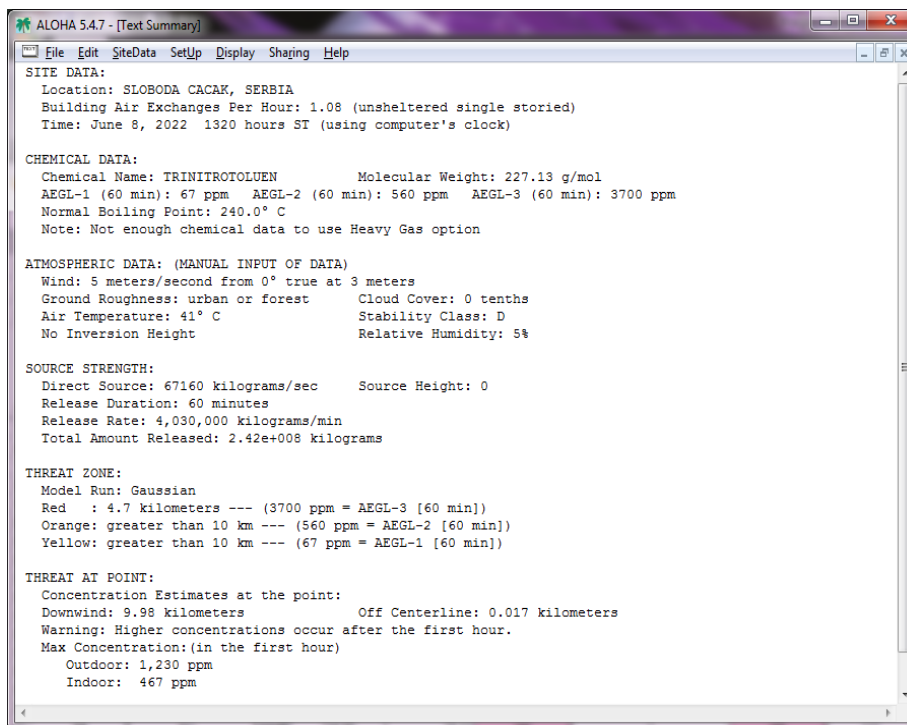 ALOHA 5.4.7 - [Text Summary]
File Edit SiteData SetUp Display Sharing Help
SITE DATA:
Location: SLOBODA CACAK, SERBIA
Building Air Exchanges Per Hour: 1.08 (unsheltered single storied)
Time: June 8, 2022 1320 hours ST (using computer's clock)
CHEMICAL DATA:
Chemical Name: TRINITROTOLUEN Molecular Weight: 227.13 g/mol
AEGL-1 (60 min): 67 ppm AEGL-2 (60 min): 560 ppm AEGL-3 (60 min): 3700 ppm
Normal Boiling Point: 240.0° C
Note: Not enough chemical data to use Heavy Gas option
ATMOSPHERIC DATA: (MANUAL INPUT OF DATA)
Wind: 5 meters/second from 0° true at 3 meters
Ground Roughness: urban or forest Cloud Cover: 0 tenths
Air Temperature: 41° C Stability Class: D
No Inversion Height Relative Humidity: 5%
SOURCE STRENGTH:
Direct Source: 67160 kilograms/sec Source Height: 0
Release Duration: 60 minutes
Release Rate: 4,030,000 kilograms/min
Total Amount Released: 2.42e+008 kilograms
THREAT ZONE:
Model Run: Gaussian
Red : 4.7 kilometers --- (3700 ppm = AEGL-3 [60 min])
Orange: greater than 10 km --- (560 ppm = AEGL-2 [60 min])
Yellow: greater than 10 km --- (67 ppm = AEGL-1 [60 min])
THREAT AT POINT:
Concentration Estimates at the point:
Downwind: 9.98 kilometers Off Centerline: 0.017 kilometers
Warning: Higher concentrations occur after the first hour.
Max Concentration:(in the first hour)
Outdoor: 1,230 ppm
Indoor: 467 ppm